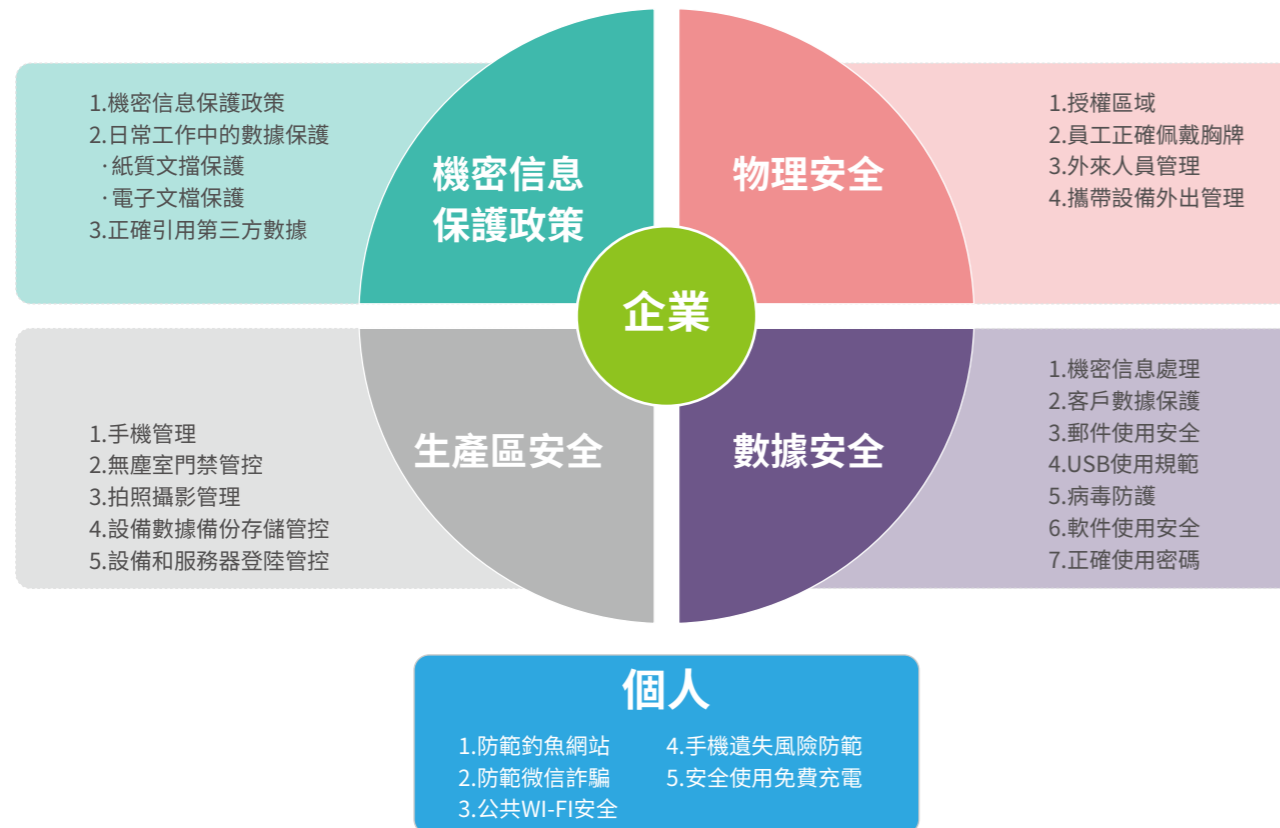 機密信息
保護政策
1.機密信息保護政策
2.日常工作中的數據保護
·紙質文擋保護
·電子文檔保護
3.正確引用第三方數據
物理安全
1.授權區域
2.員工正確佩戴胸牌
3.外來人員管理
4.攜帶設備外出管理
企業
生產區安全
1.手機管理
2.無塵室門禁管控
3.拍照攝影管理
4.設備數據備份存儲管控
5.設備和服務器登陸管控
數據安全
1.機密信息處理
2.客戶數據保護
3.郵件使用安全
4.USB使用規範
5.病毒防護
6.軟件使用安全
7.正確使用密碼
個人
1.防範釣魚網站
2.防範微信詐騙
3.公共WI-FI安全
4.手機遺失風險防範
5.安全使用免費充電